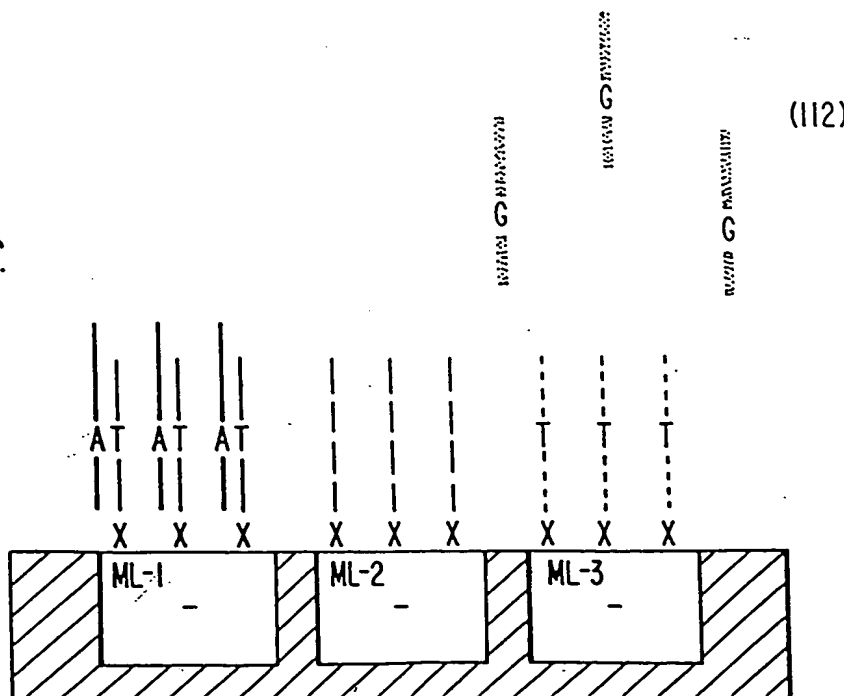 G
(112)
G
G
AT AT AT T T T
X X X X X X X X X
ML-1 ML-2 ML-3
- - -